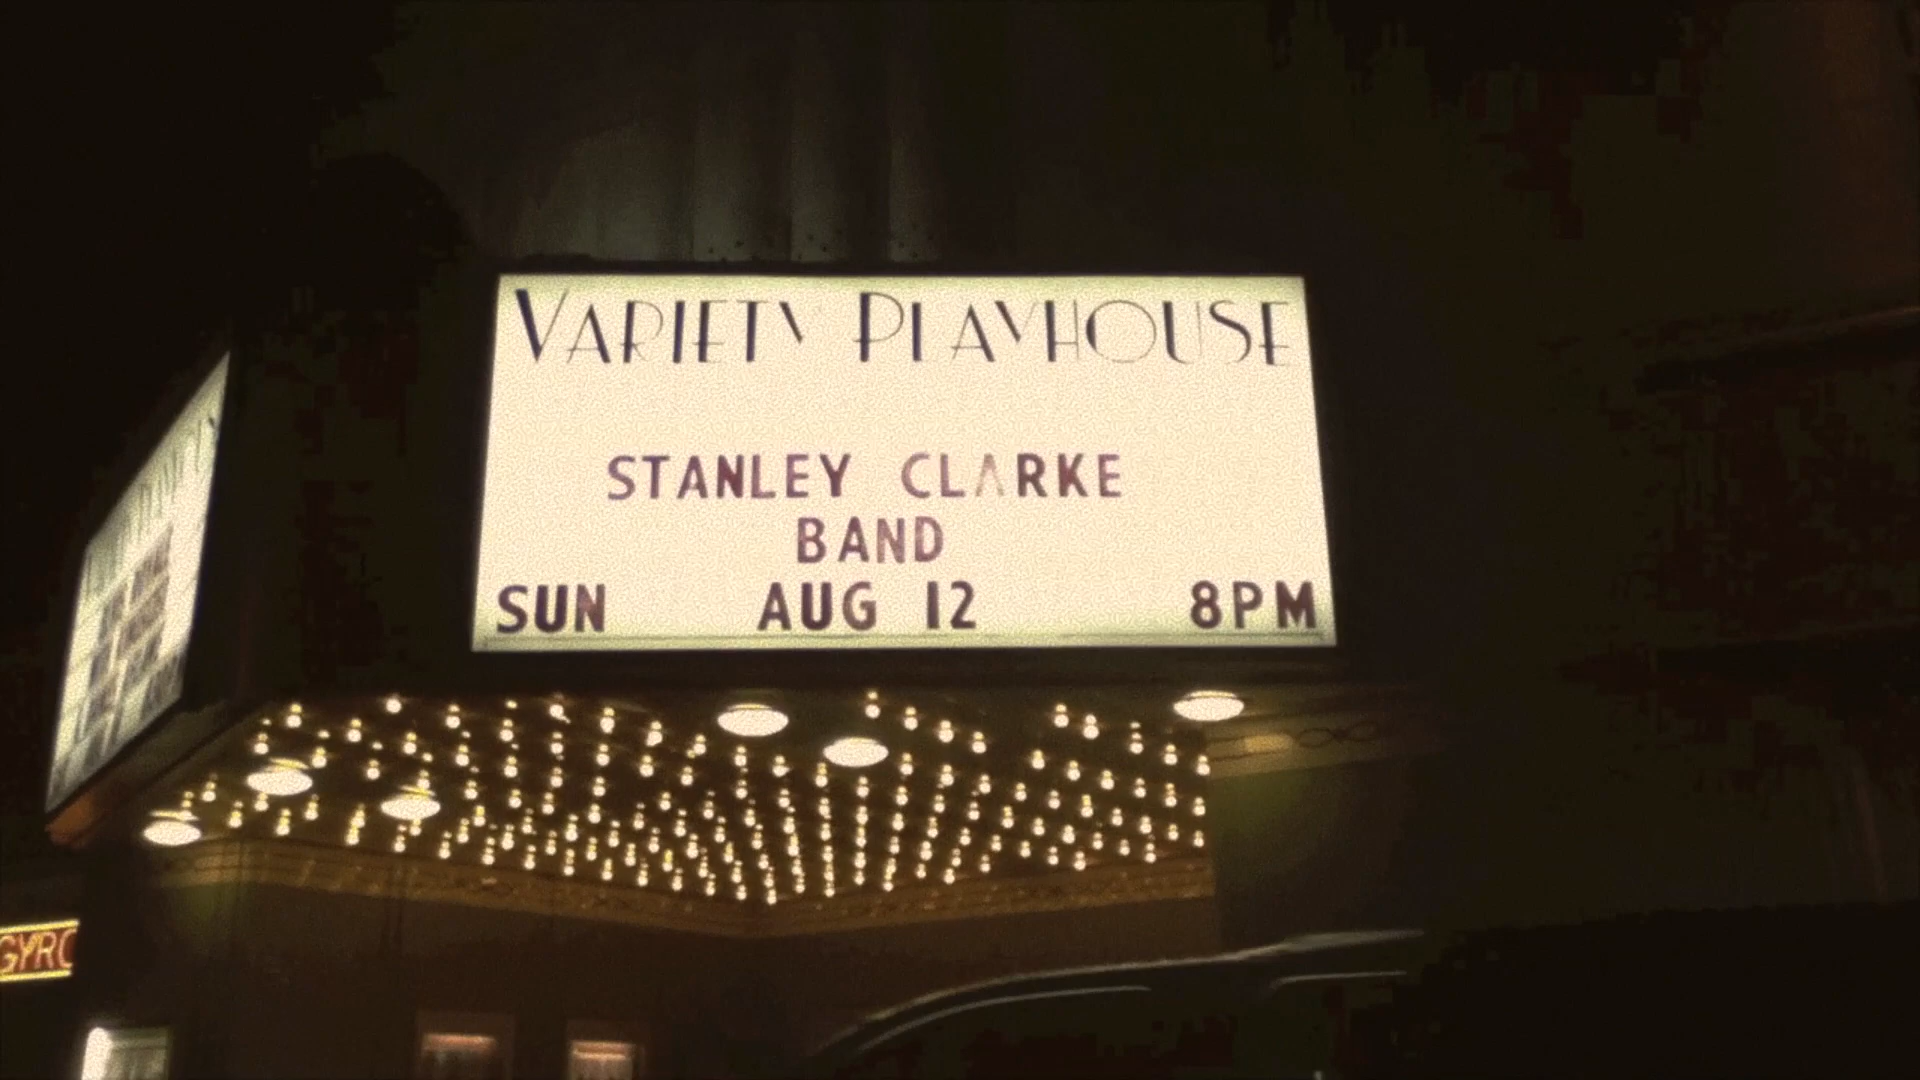 VARIETY PLAYHOUSE
STANLEY CLARKE
BAND
SUN AUG 12 8PM
GYRO